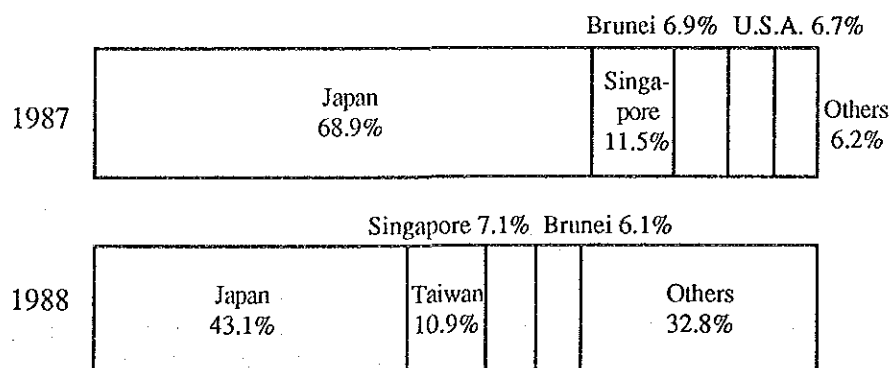 Brunei 6.9% U.S.A. 6.7%
1987
Japan
68.9%
Singa-
pore
11.5%
Others
6.2%
Singapore 7.1% Brunei 6.1%
1988
Japan
43.1%
Taiwan
10.9%
Others
32.8%